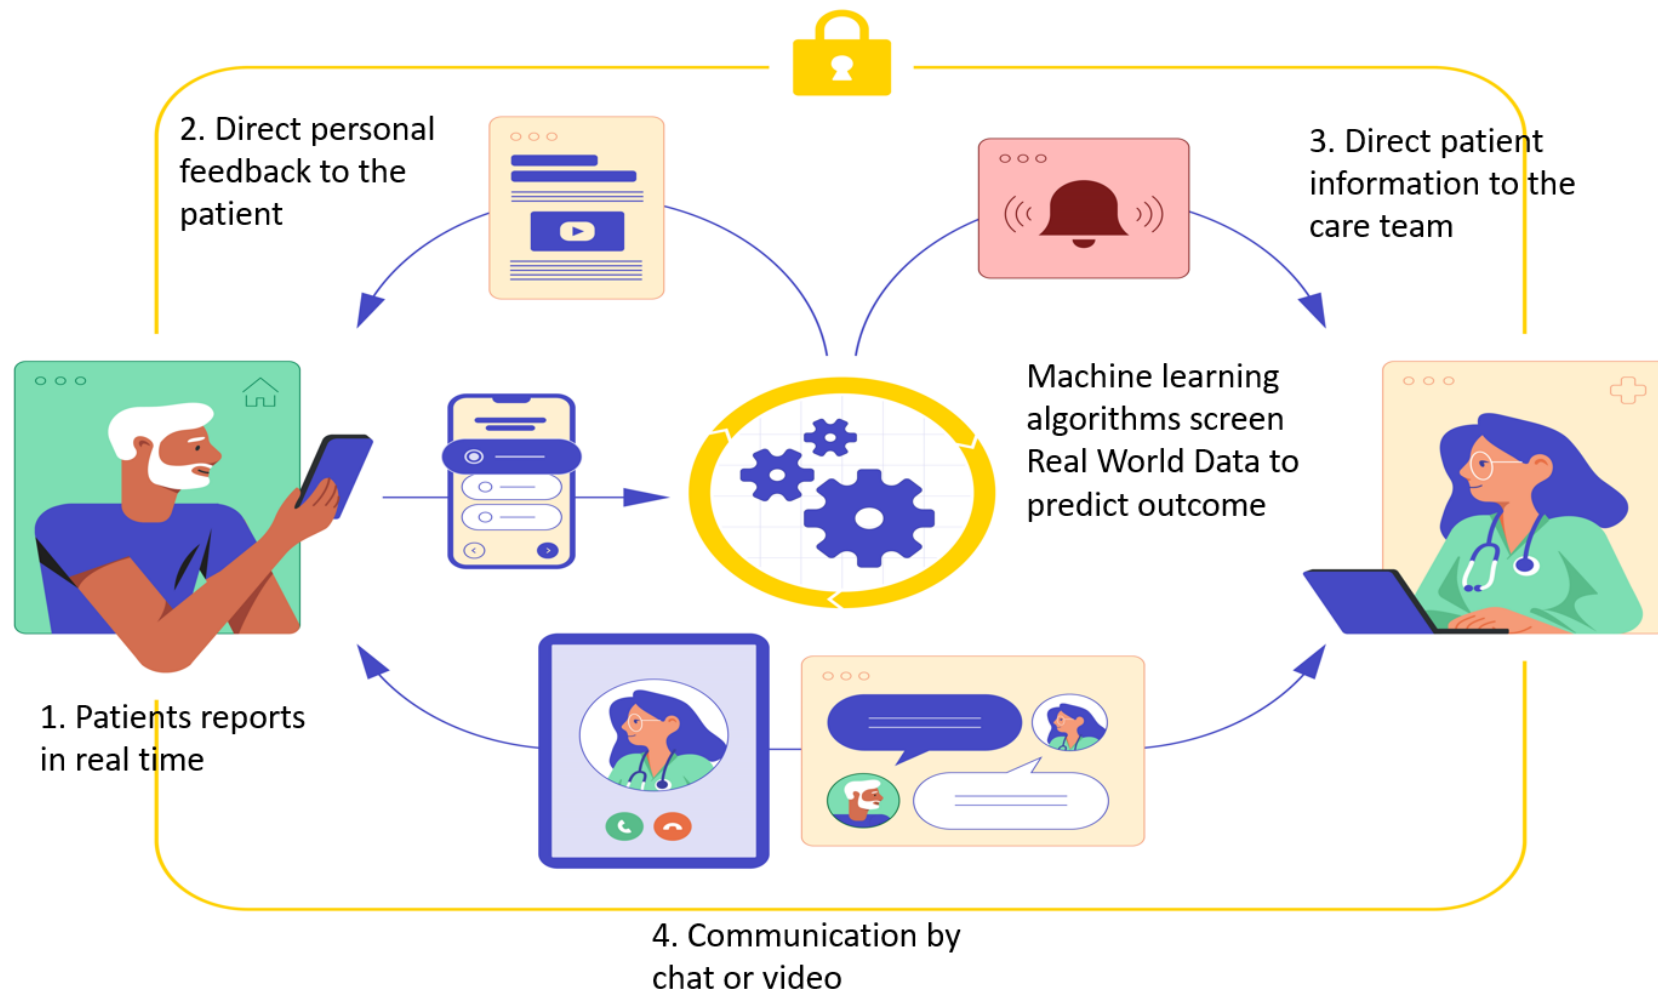 2. Direct personal
feedback to the
patient
3. Direct patient
information to the
care team
Machine learning
algorithms screen
Real World Data to
predict outcome
1. Patients reports
in real time
4. Communication by
chat or video